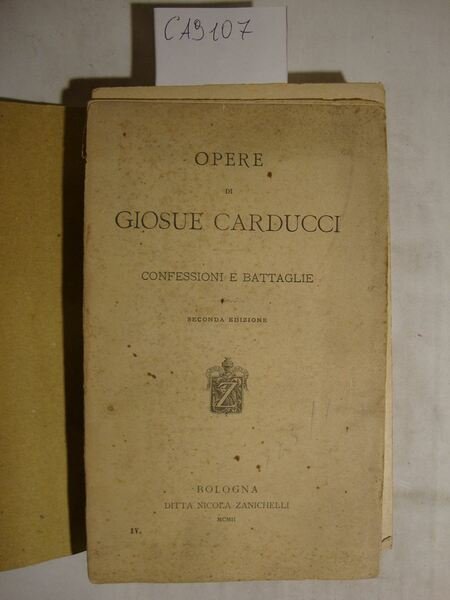 CA9107
OPERE
DI
GIOSUE CARDUCCI
CONFESSIONI E BATTAGLIE
SECONDA EDIZIONE
Z
BOLOGNA
DITTA NICOLA ZANICHELLI
MCMII
IV.